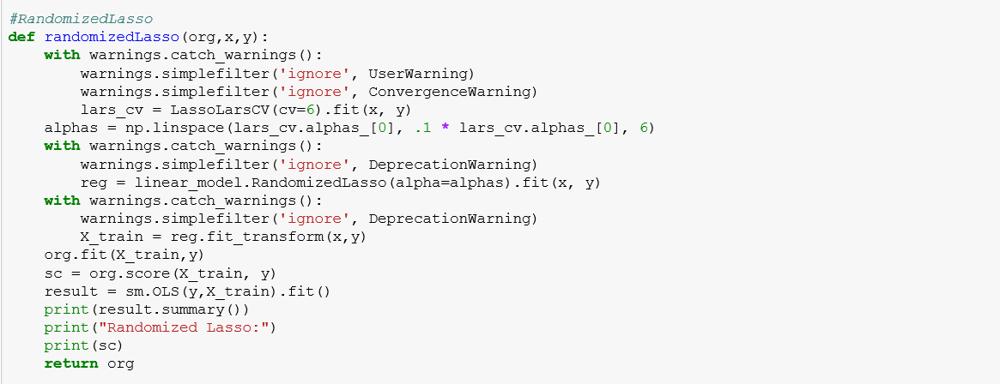 #RandomizedLasso
def randomizedLasso(org,x,y):
    with warnings.catch_warnings():
        warnings.simplefilter('ignore', UserWarning)
        warnings.simplefilter('ignore', ConvergenceWarning)
        lars_cv = LassoLarsCV(cv=6).fit(x, y)
    alphas = np.linspace(lars_cv.alphas_[0], .1 * lars_cv.alphas_[0], 6)
    with warnings.catch_warnings():
        warnings.simplefilter('ignore', DeprecationWarning)
        reg = linear_model.RandomizedLasso(alpha=alphas).fit(x, y)
    with warnings.catch_warnings():
        warnings.simplefilter('ignore', DeprecationWarning)
        X_train = reg.fit_transform(x,y)
    org.fit(X_train,y)
    sc = org.score(X_train, y)
    result = sm.OLS(y,X_train).fit()
    print(result.summary())
    print("Randomized Lasso:")
    print(sc)
    return org